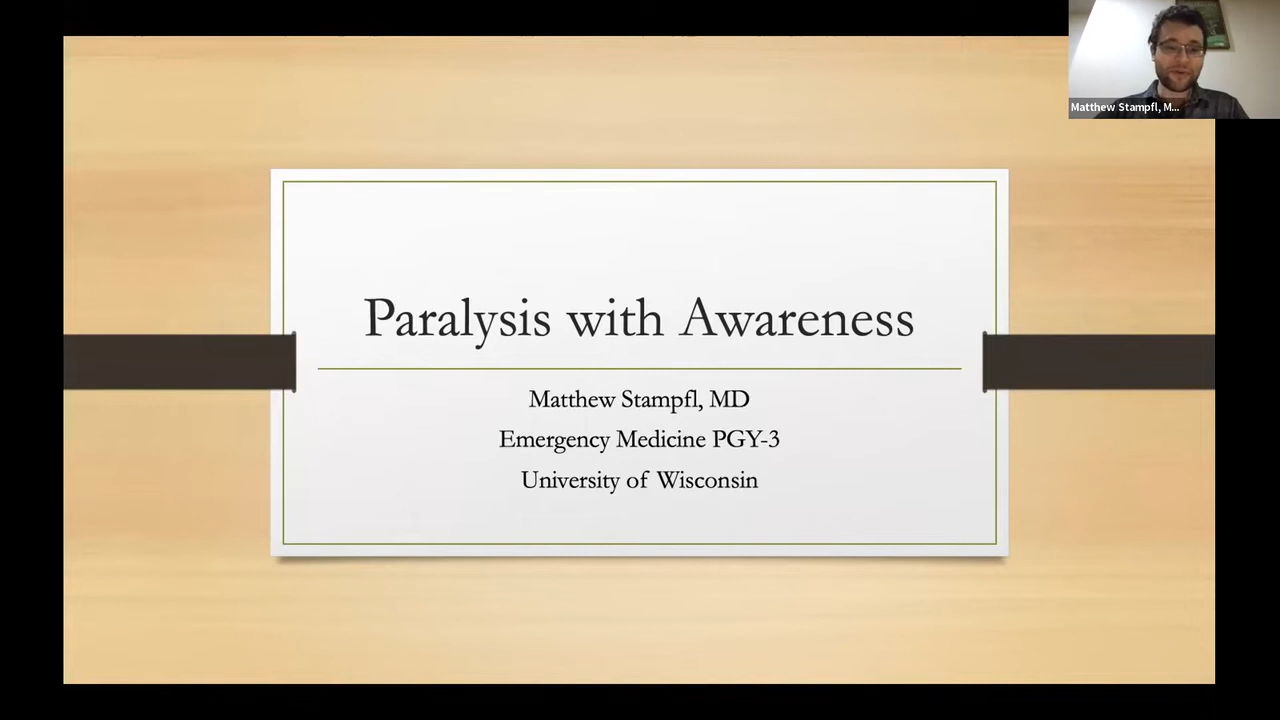 Matthew Stampfl, M...
Paralysis with Awareness
Matthew Stampfl, MD
Emergency Medicine PGY-3
University of Wisconsin